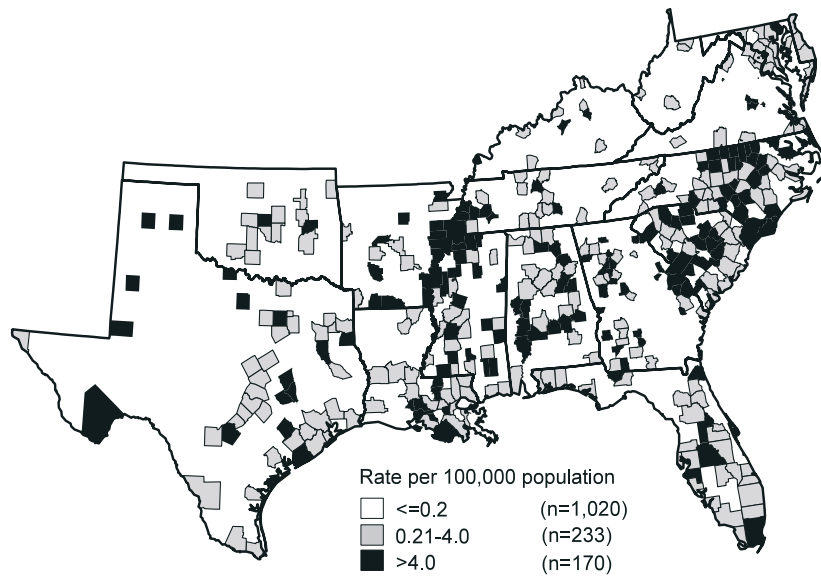 Rate per 100,000 population
<=0.2 (n=1,020)
0.21-4.0 (n=233)
>4.0 (n=170)